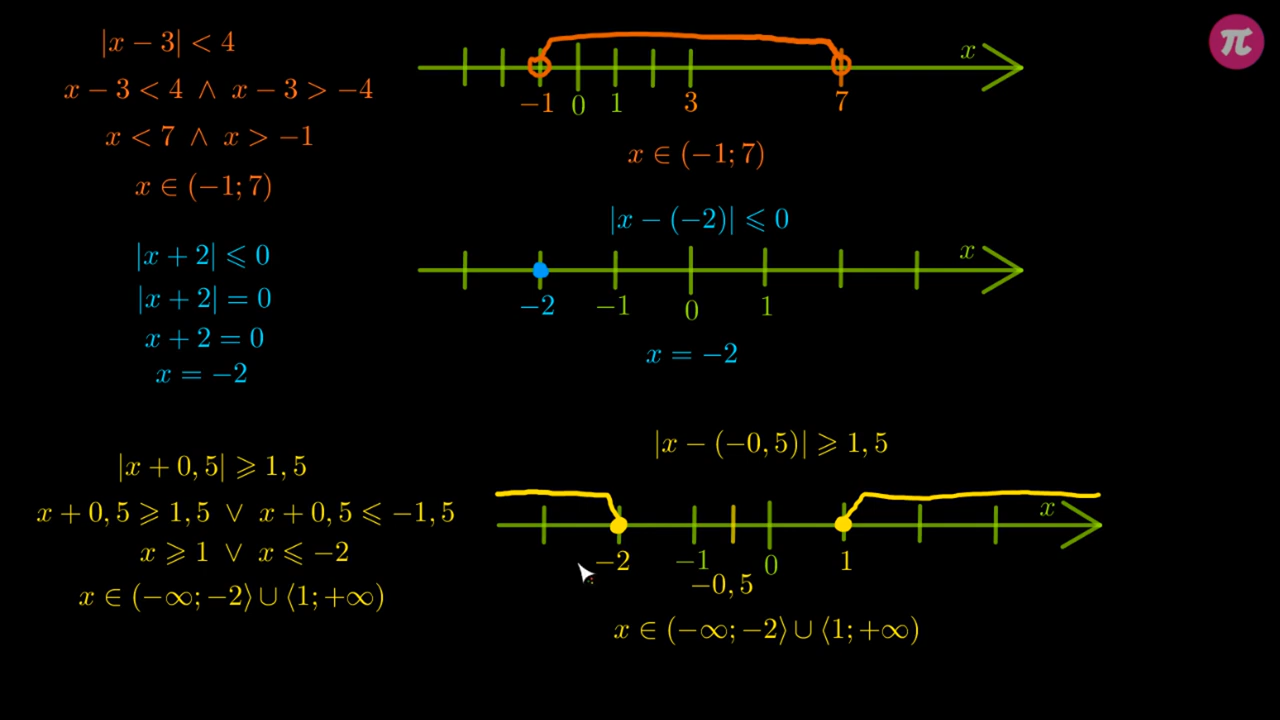 |x − 3| < 4
x − 3 < 4 ∧ x − 3 > −4
x < 7 ∧ x > −1
x ∈ (−1; 7)
x
−1 0 1 3 7
x ∈ (−1; 7)
π
|x + 2| ⩽ 0
|x + 2| = 0
x + 2 = 0
x = −2
|x − (−2)| ⩽ 0
x
−2 −1 0 1
x = −2
|x + 0,5| ⩾ 1,5
x + 0,5 ⩾ 1,5 ∨ x + 0,5 ⩽ −1,5
x ⩾ 1 ∨ x ⩽ −2
x ∈ (−∞; −2⟩ ∪ ⟨1; +∞)
|x − (−0,5)| ⩾ 1,5
x
−2 −1 0 1
−0,5
x ∈ (−∞; −2⟩ ∪ ⟨1; +∞)